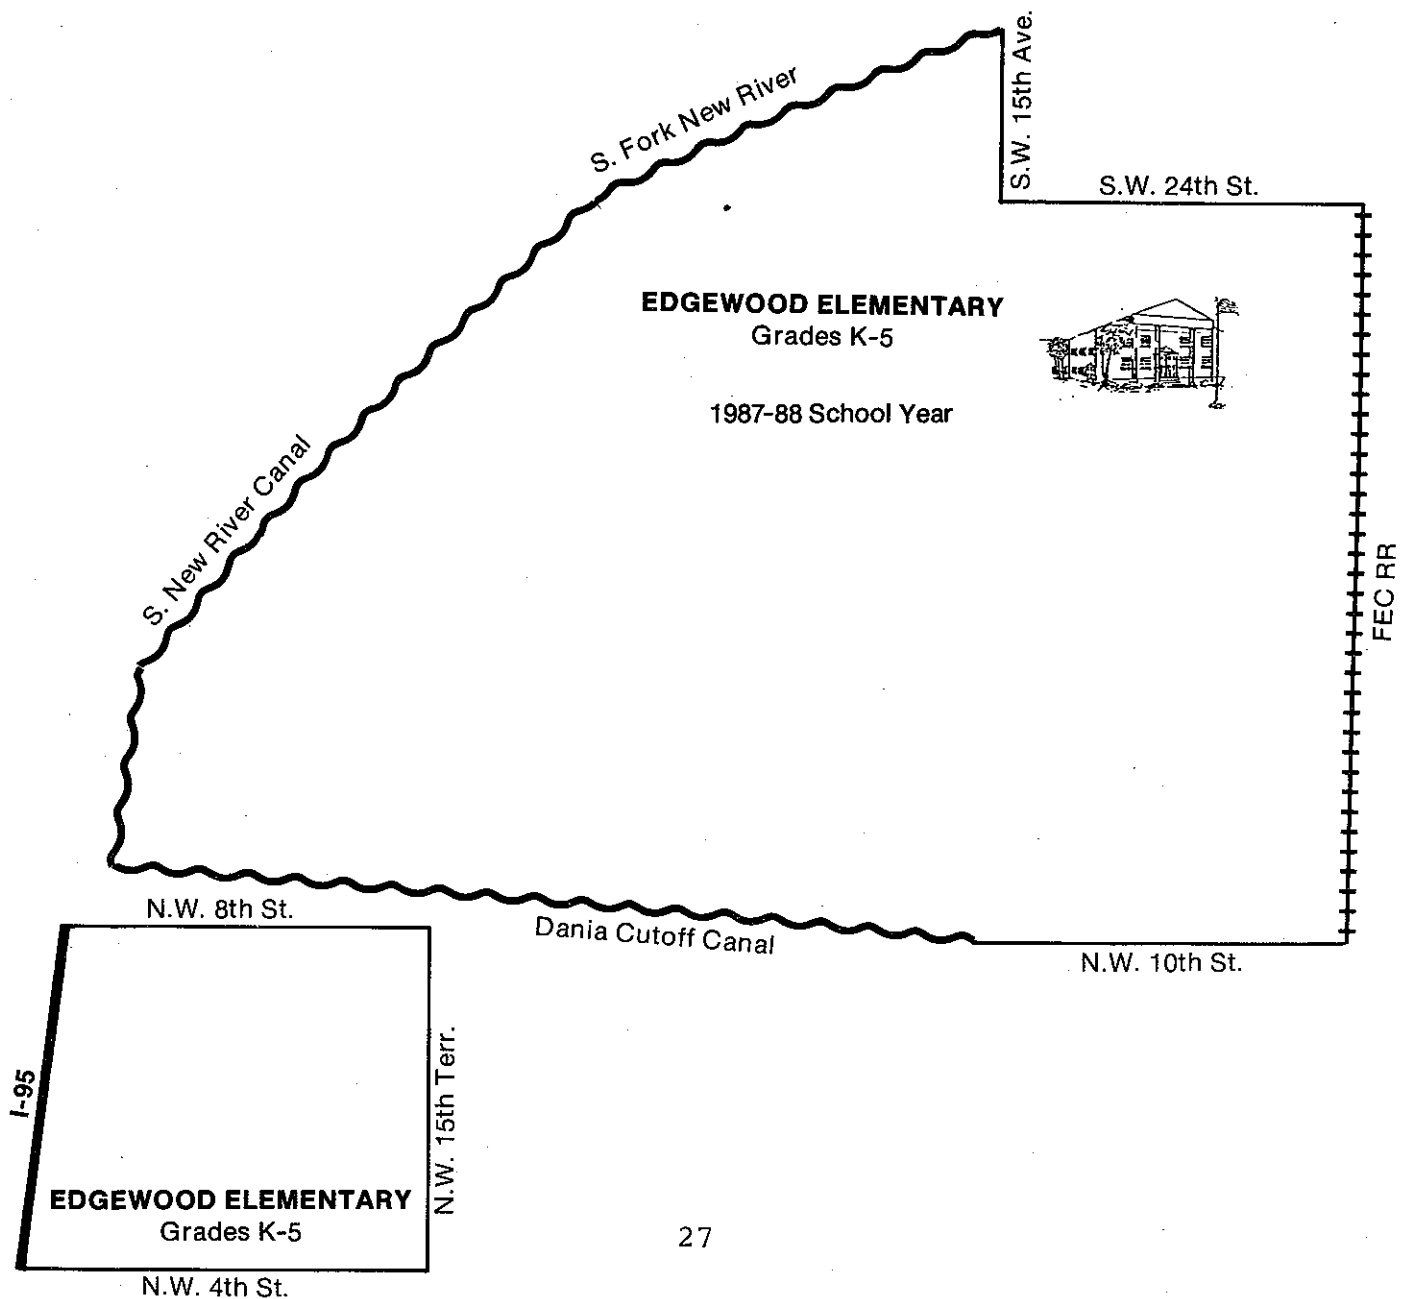 S.W. 15th Ave.
S. Fork New River
S.W. 24th St.
EDGEWOOD ELEMENTARY
Grades K-5
1987-88 School Year
S. New River Canal
FEC RR
N.W. 8th St.
Dania Cutoff Canal
N.W. 10th St.
I-95
N.W. 15th Terr.
EDGEWOOD ELEMENTARY
Grades K-5
N.W. 4th St.
27